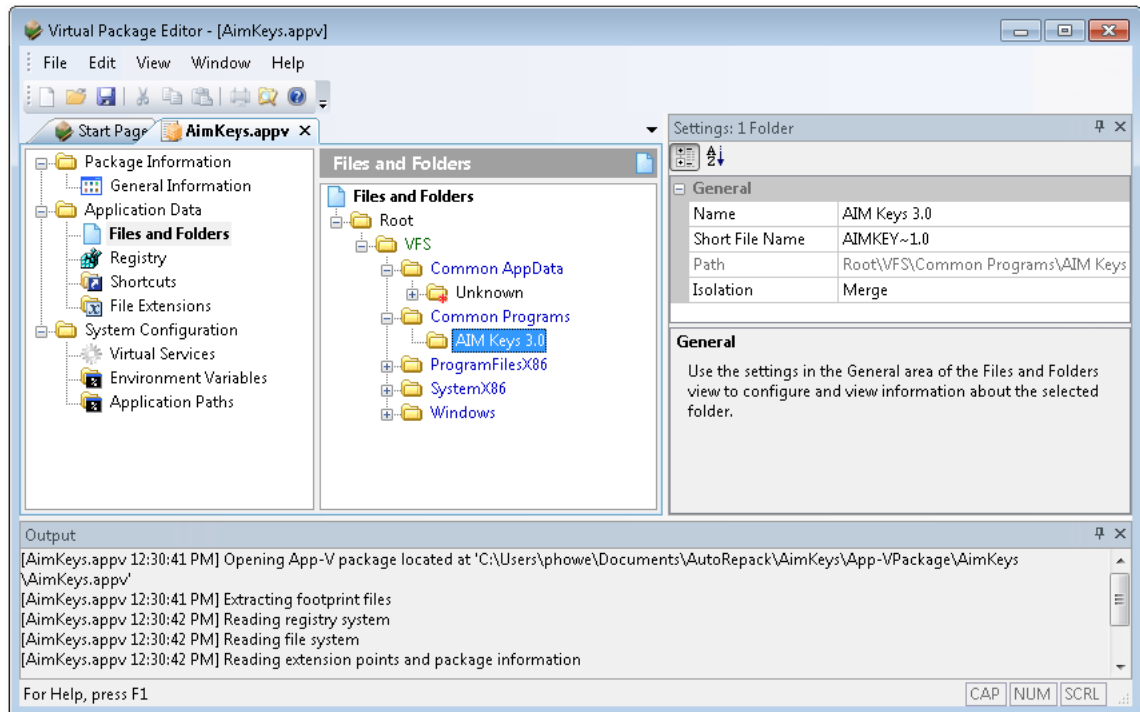 Virtual Package Editor - [AimKeys.appv]
File Edit View Window Help
Start Page AimKeys.appv
Package Information
General Information
Application Data
Files and Folders
Registry
Shortcuts
File Extensions
System Configuration
Virtual Services
Environment Variables
Application Paths
Files and Folders
Files and Folders
Root
VFS
Common AppData
Unknown
Common Programs
AIM Keys 3.0
ProgramFilesX86
SystemX86
Windows
Settings: 1 Folder
General
Name AIM Keys 3.0
Short File Name AIMKEY~1.0
Path Root\VFS\Common Programs\AIM Keys
Isolation Merge
General
Use the settings in the General area of the Files and Folders
view to configure and view information about the selected
folder.
Output
[AimKeys.appv 12:30:41 PM] Opening App-V package located at 'C:\Users\phowe\Documents\AutoRepack\AimKeys\App-VPackage\AimKeys
\AimKeys.appv'
[AimKeys.appv 12:30:41 PM] Extracting footprint files
[AimKeys.appv 12:30:42 PM] Reading registry system
[AimKeys.appv 12:30:42 PM] Reading file system
[AimKeys.appv 12:30:42 PM] Reading extension points and package information
For Help, press F1
CAP NUM SCRL